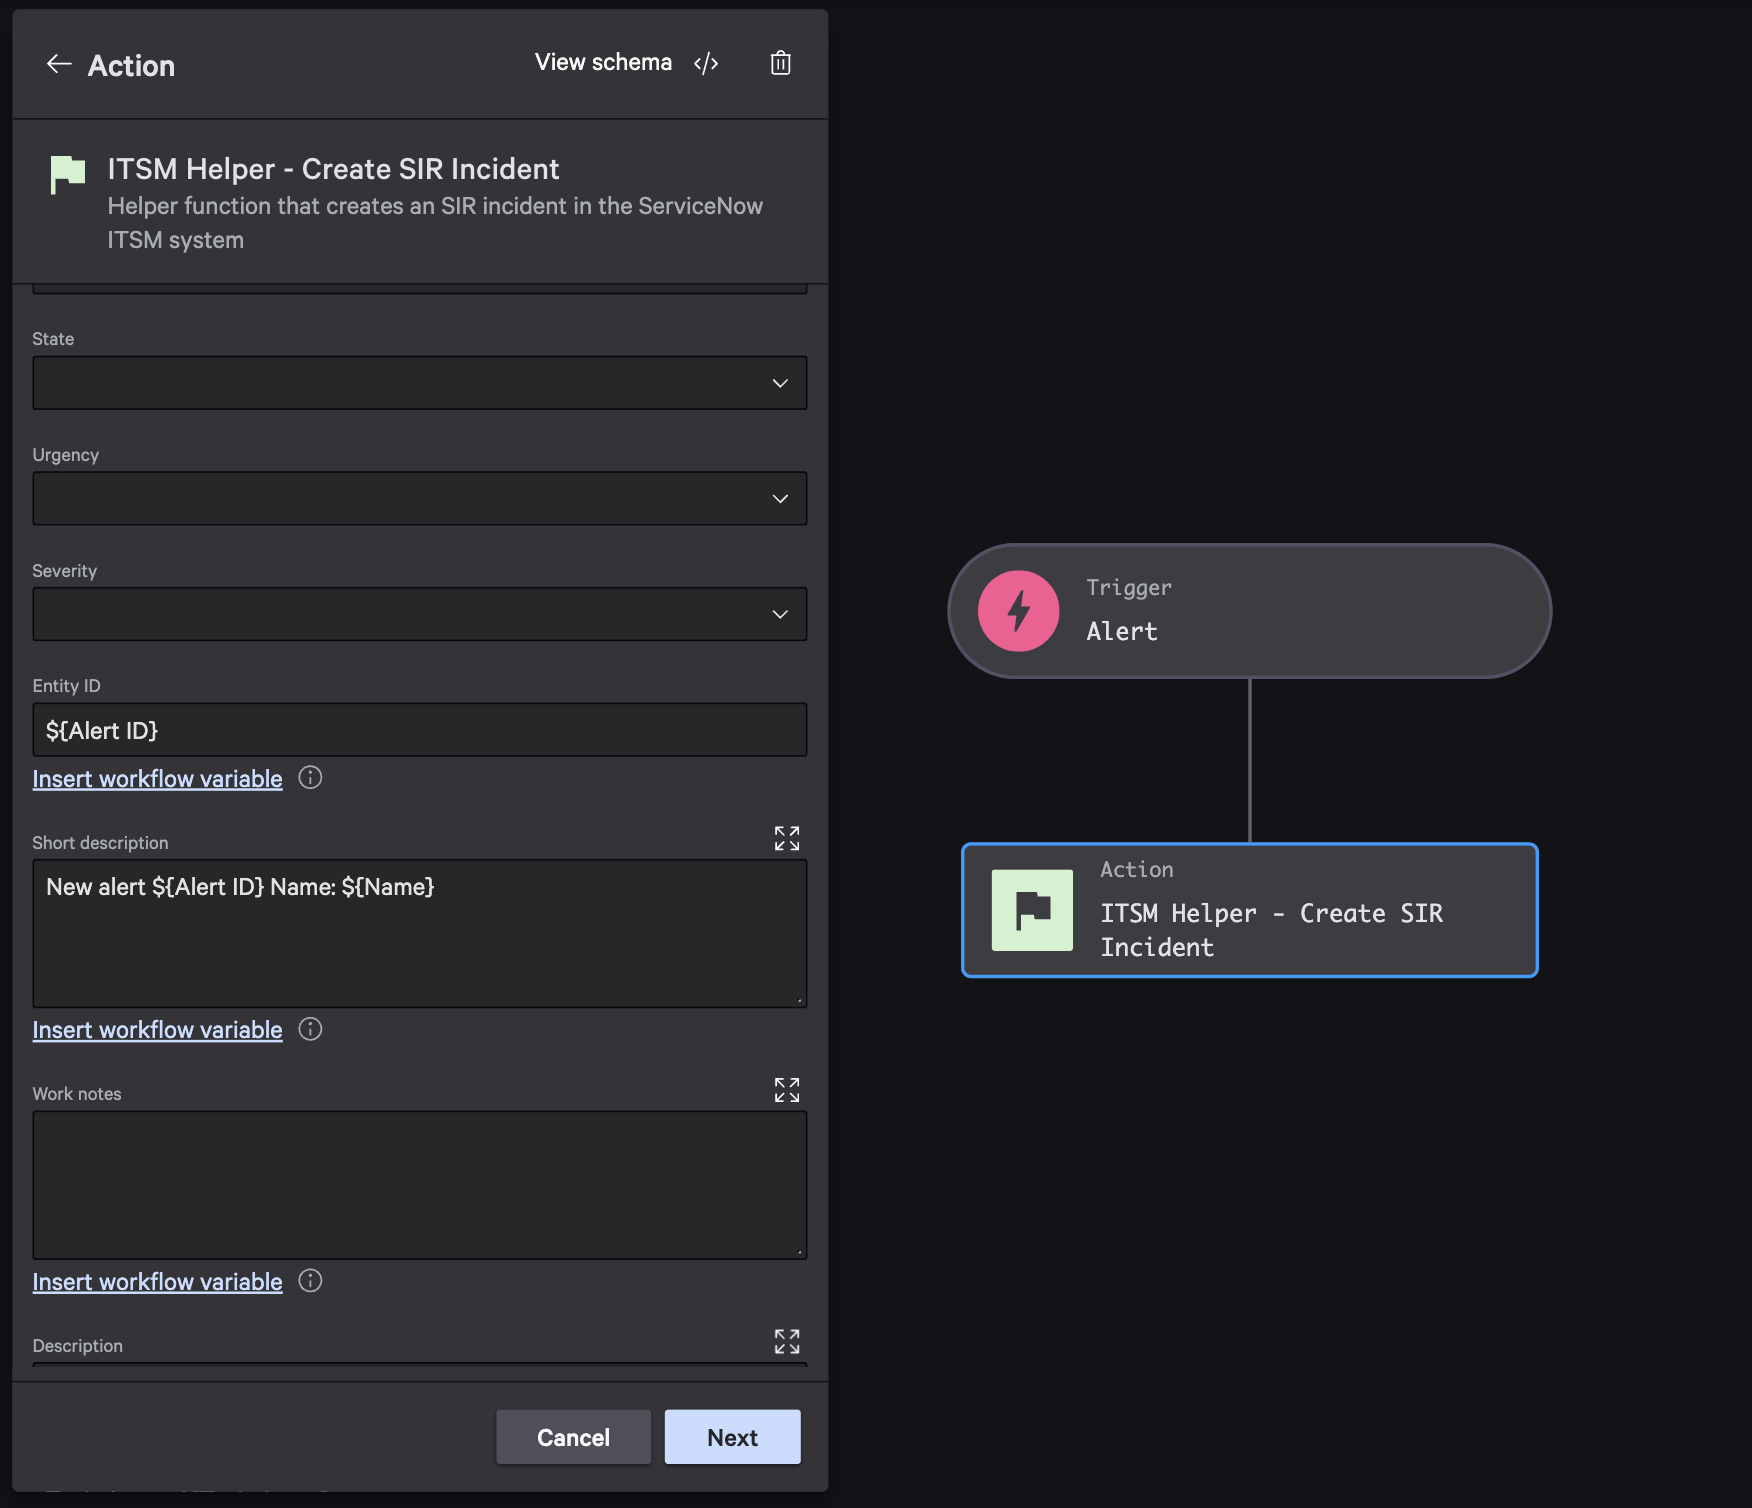 Action
View schema </>
ITSM Helper - Create SIR Incident
Helper function that creates an SIR incident in the ServiceNow
ITSM system
State
Urgency
Severity
Entity ID
${Alert ID}
Insert workflow variable
Short description
New alert ${Alert ID} Name: ${Name}
Insert workflow variable
Work notes
Insert workflow variable
Description
Cancel
Next
Trigger
Alert
Action
ITSM Helper - Create SIR
Incident